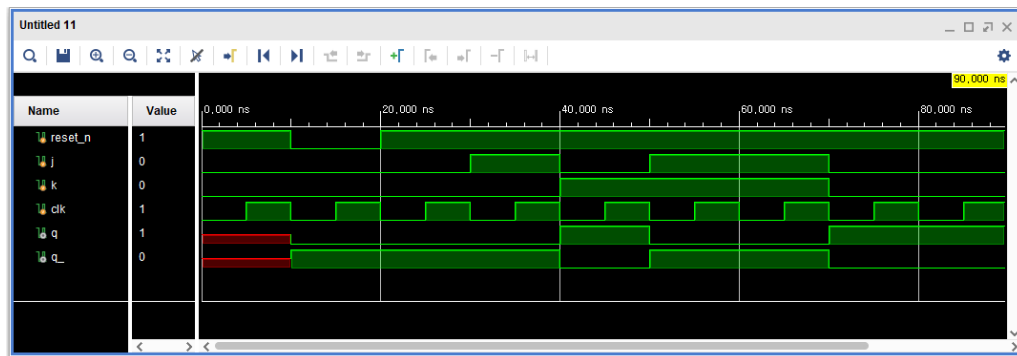 Untitled 11
90,000 ns
Name Value
0,000 ns 20,000 ns 40,000 ns 60,000 ns 80,000 ns
reset_n 1
j 0
k 0
clk 1
q 1
q_ 0